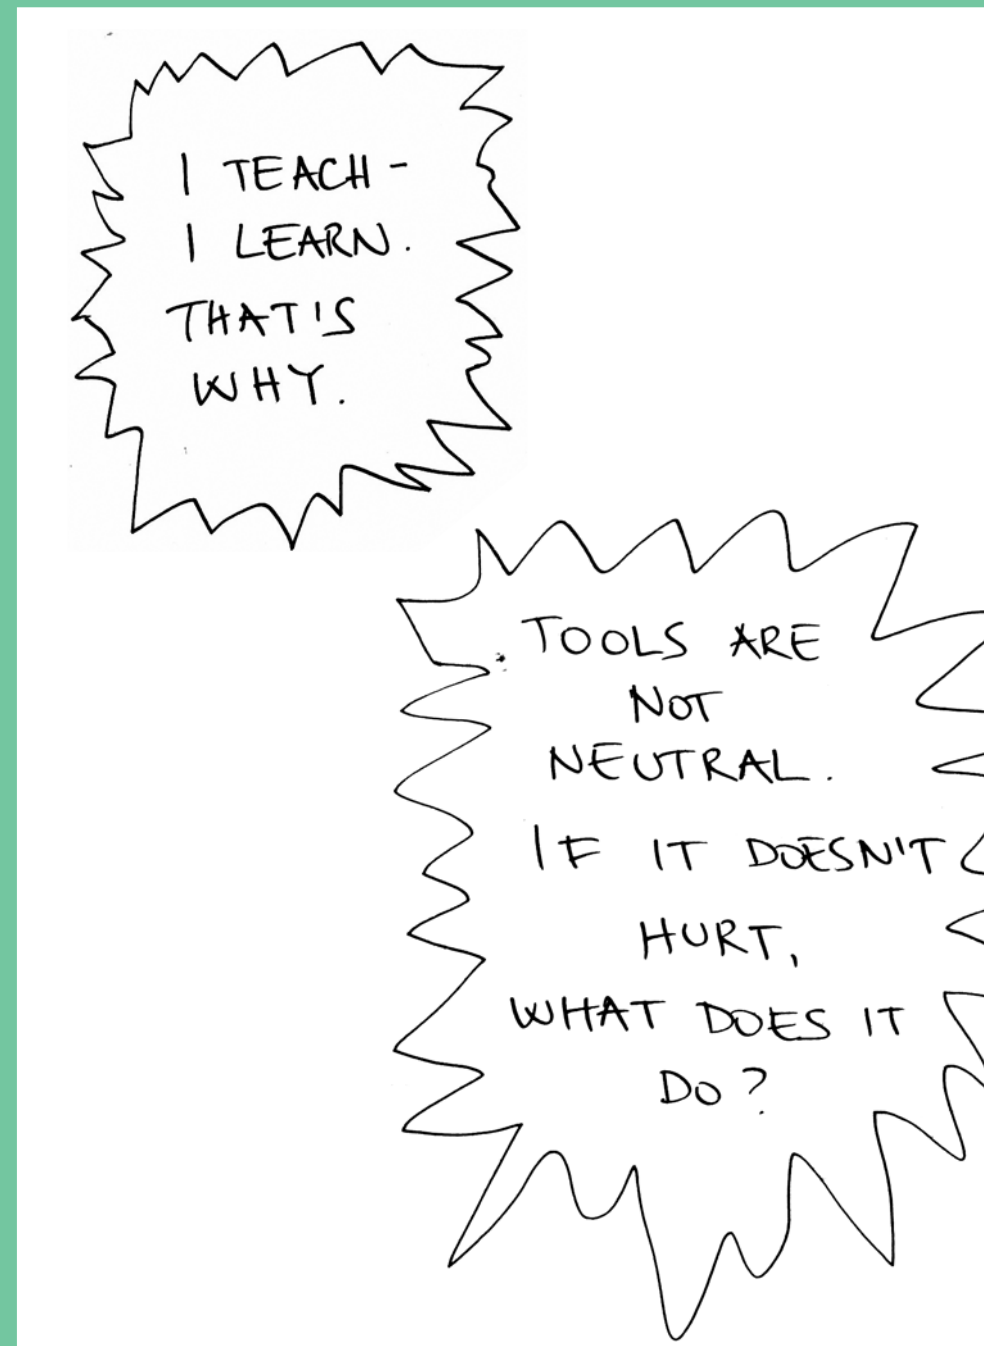 I TEACH -
I LEARN.
THAT'S
WHY.
TOOLS ARE
NOT
NEUTRAL.
IF IT DOESN'T
HURT,
WHAT DOES IT
DO?